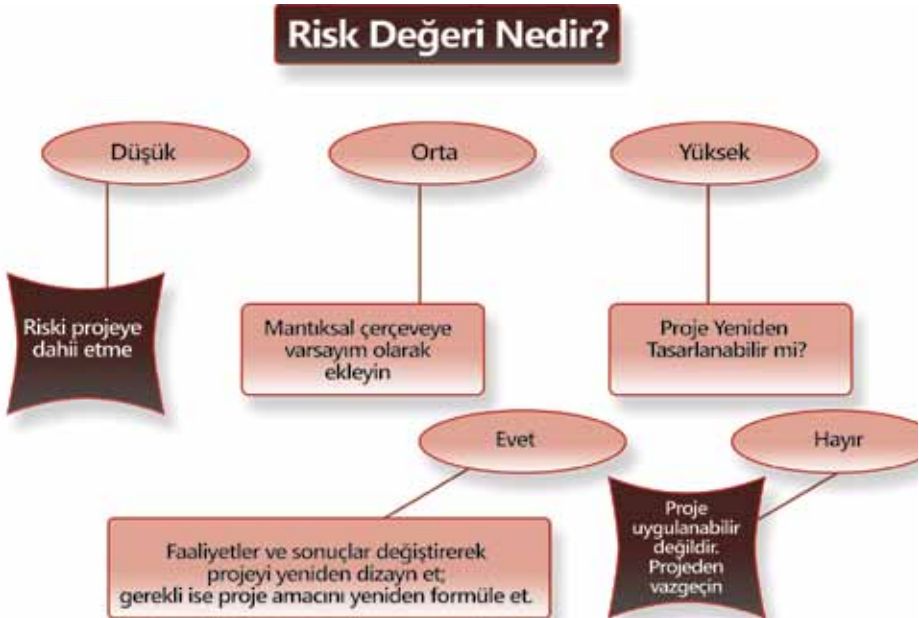 Risk Değeri Nedir?
Düşük
Orta
Yüksek
Riski projeye
dahii etme
Mantıksal çerçeveye
varsayım olarak
ekleyin
Proje Yeniden
Tasarlanabilir mi?
Evet
Hayır
Faaliyetler ve sonuçlar değiştirerek
projeyi yeniden dizayn et;
gerekli ise proje amacını yeniden formüle et.
Proje
uygulanabilir
değildir.
Projeden
vazgeçin